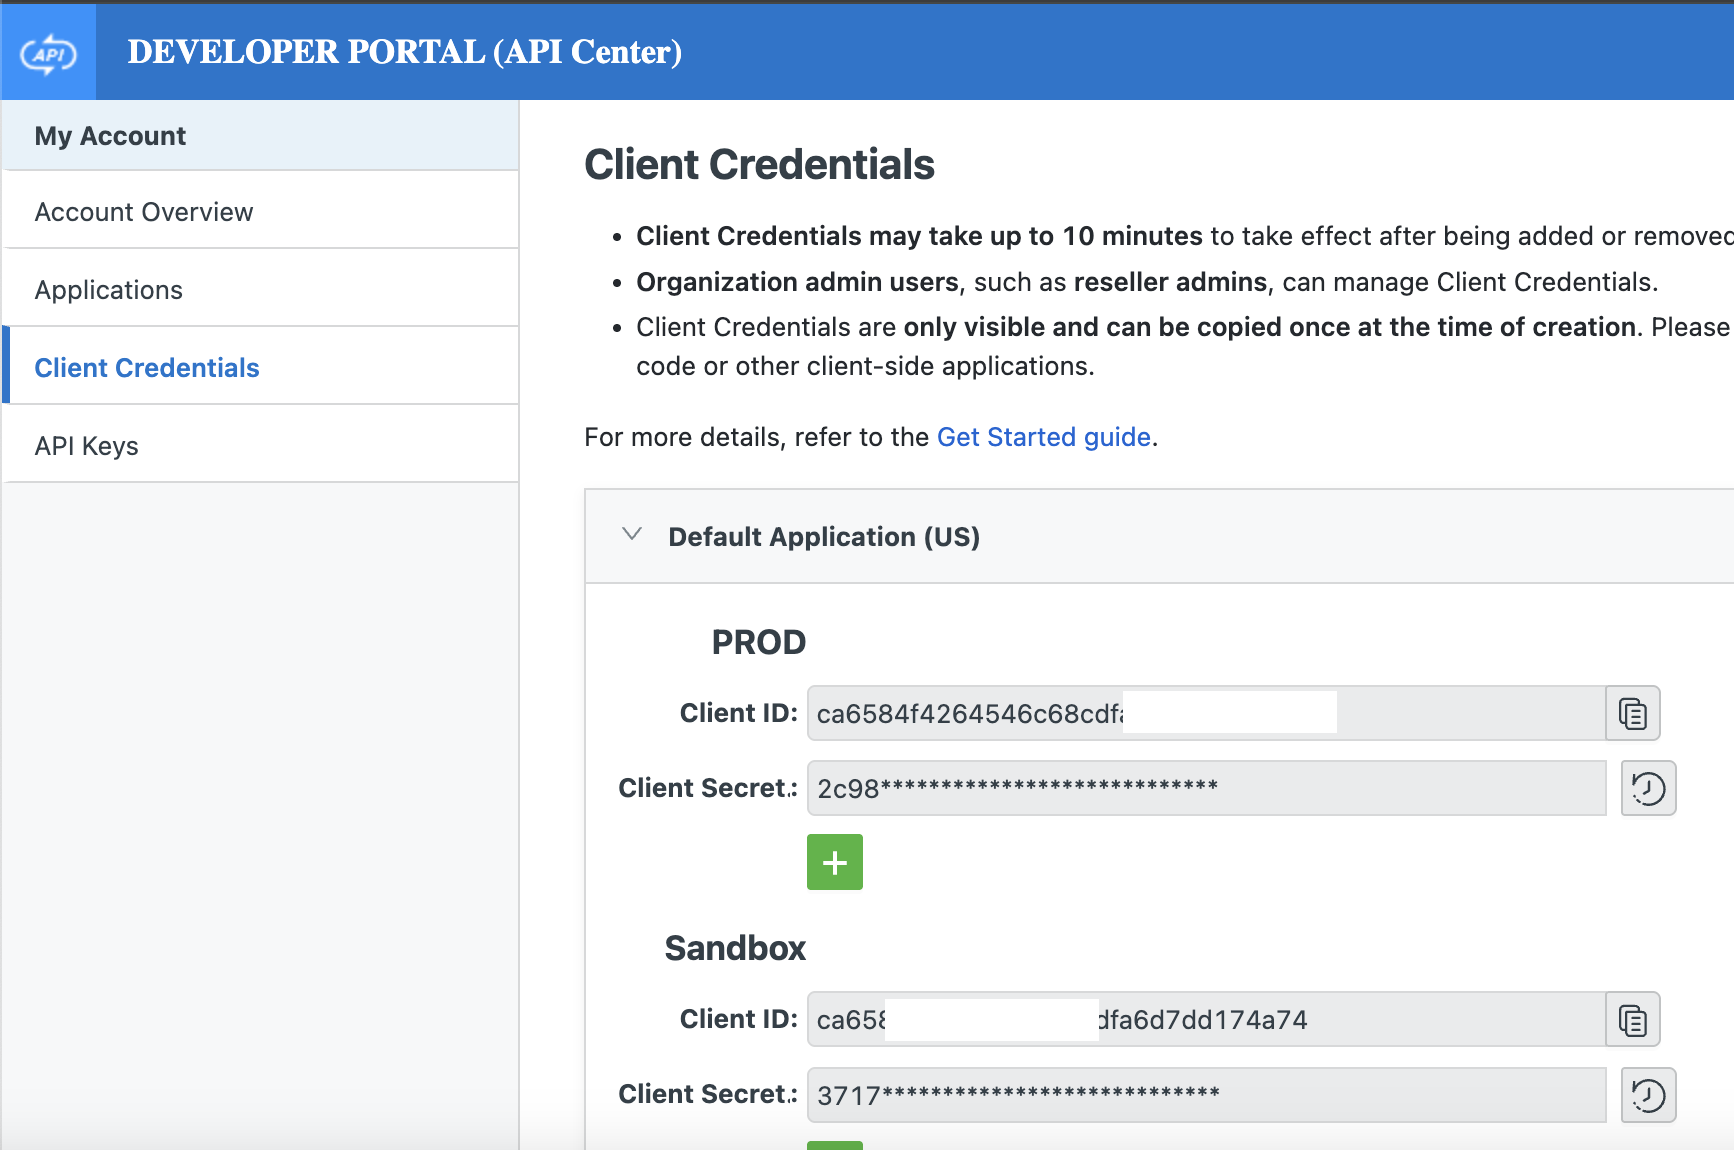 API
DEVELOPER PORTAL (API Center)
My Account
Account Overview
Applications
Client Credentials
API Keys
Client Credentials
• Client Credentials may take up to 10 minutes to take effect after being added or removed
• Organization admin users, such as reseller admins, can manage Client Credentials.
• Client Credentials are only visible and can be copied once at the time of creation. Please
code or other client-side applications.
For more details, refer to the Get Started guide.
Default Application (US)
PROD
Client ID: ca6584f4264546c68cdf
Client Secret.: 2c98****************************
Sandbox
Client ID: ca65 dfa6d7dd174a74
Client Secret.: 3717****************************